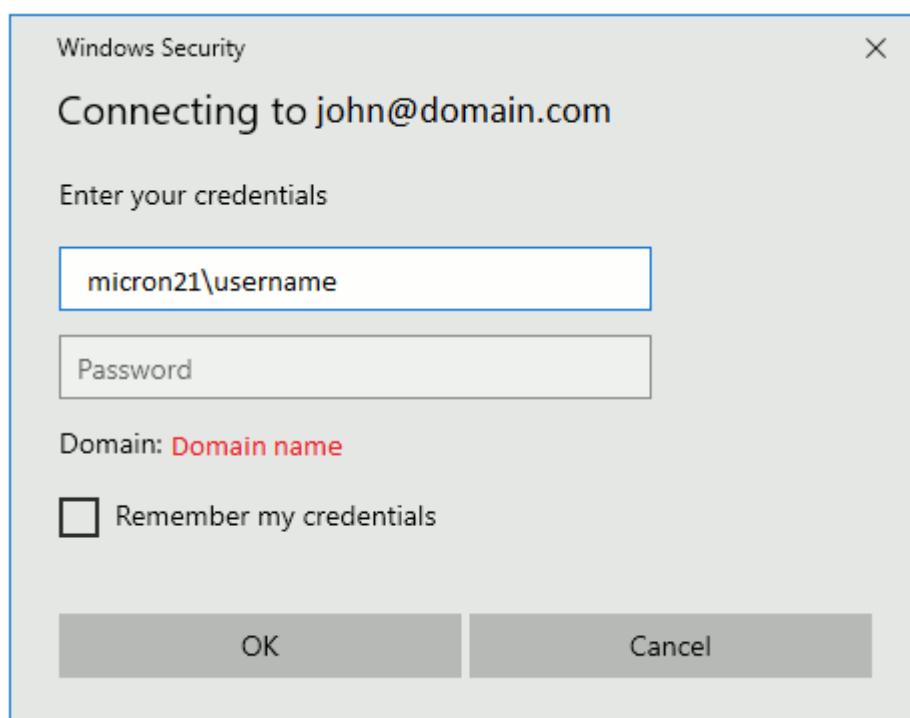 Windows Security
Connecting to john@domain.com
Enter your credentials
micron21\username
Password
Domain: Domain name
Remember my credentials
OK Cancel